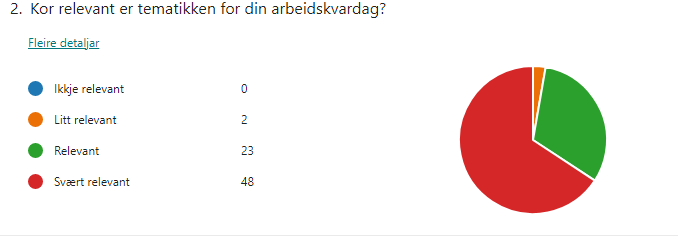 2. Kor relevant er tematikken for din arbeidskvardag?
Fleire detaljar
Ikkje relevant 0
Litt relevant 2
Relevant 23
Svært relevant 48